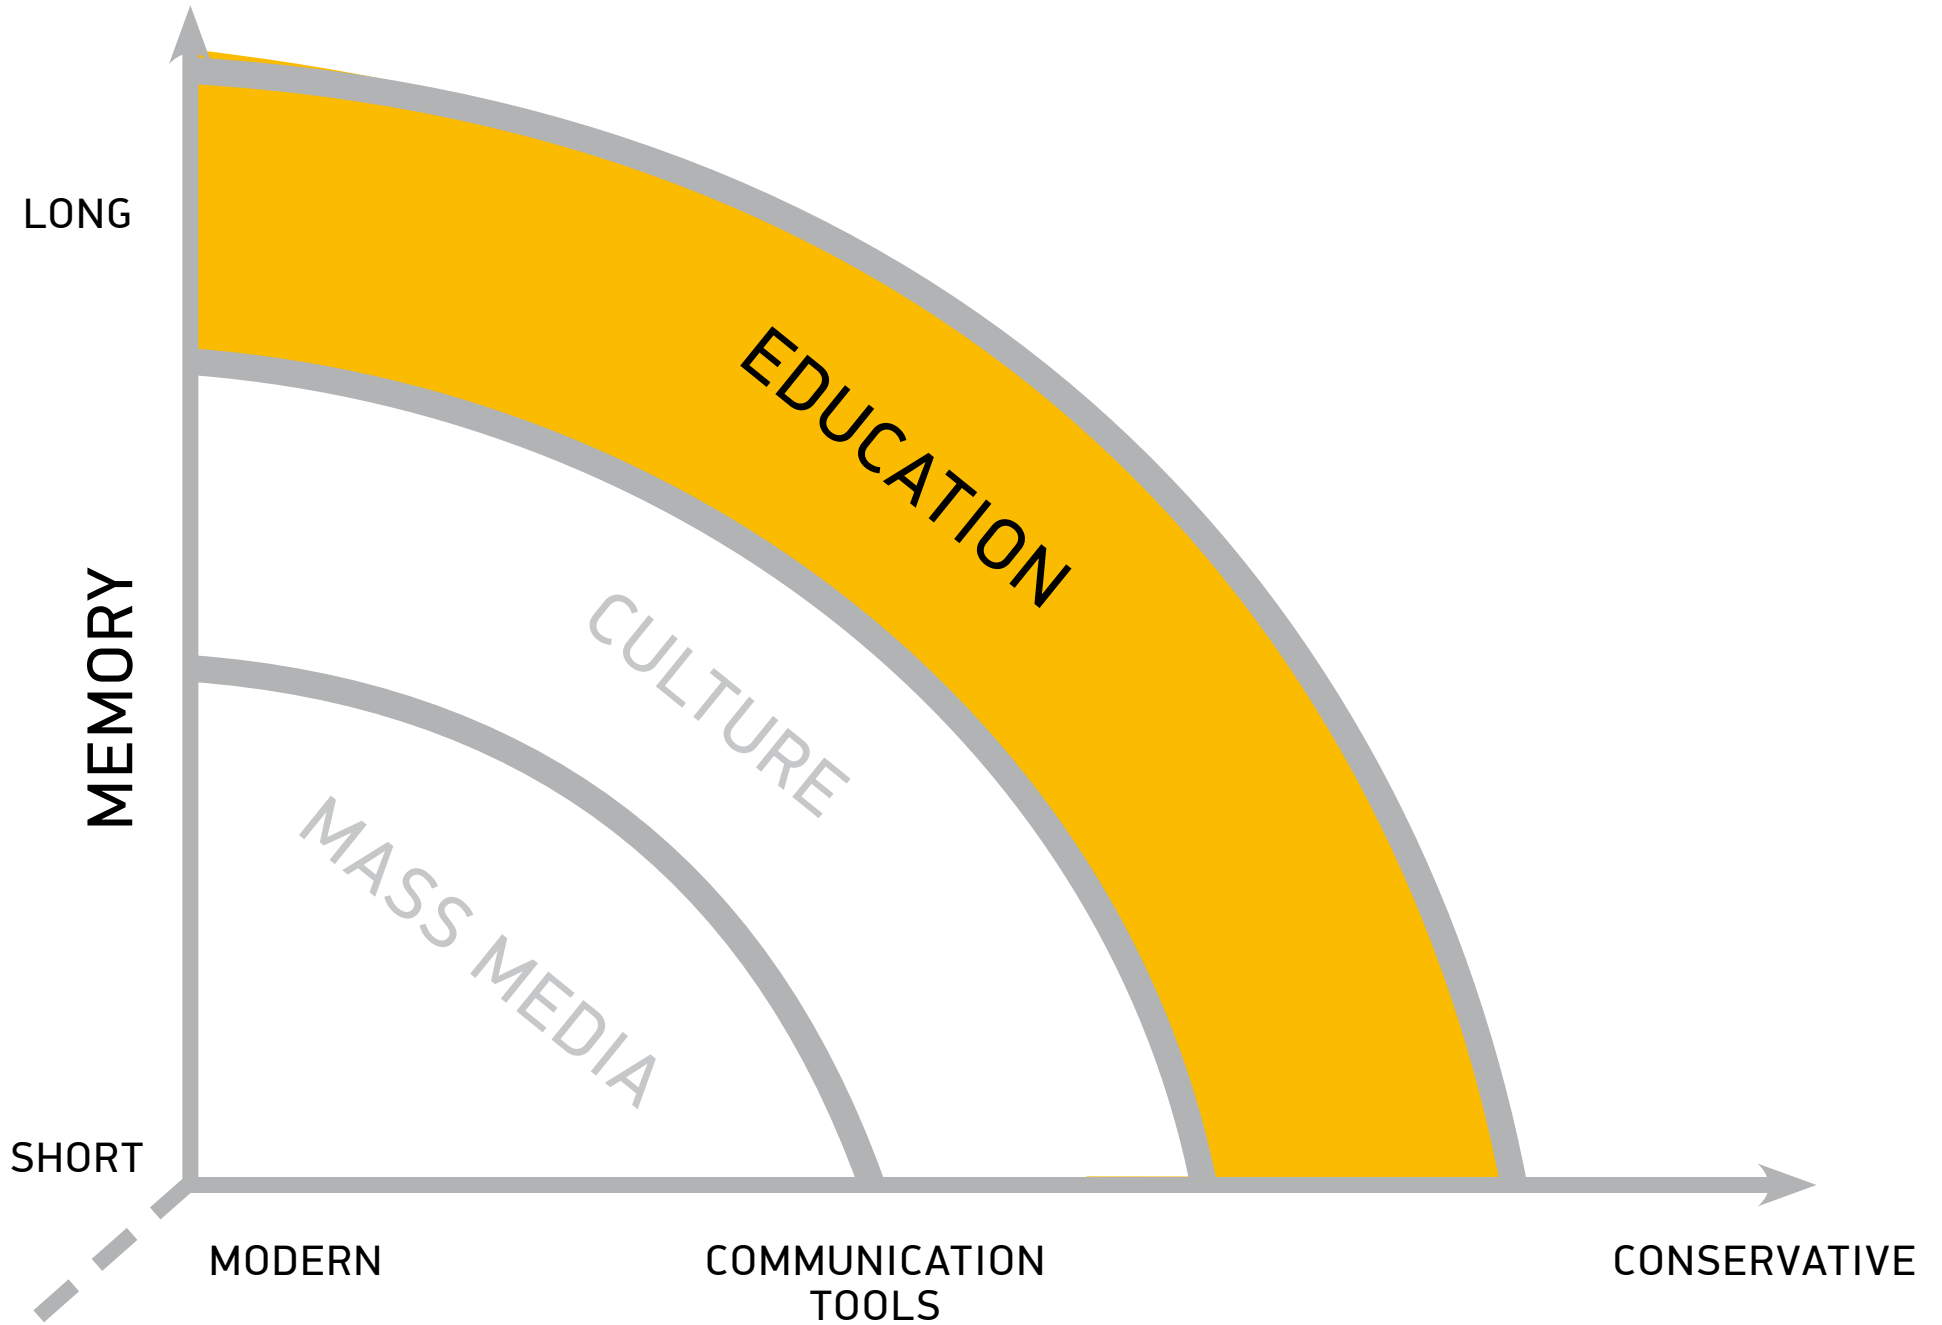 LONG
EDUCATION
CULTURE
MEMORY
MASS MEDIA
SHORT
MODERN
COMMUNICATION
TOOLS
CONSERVATIVE